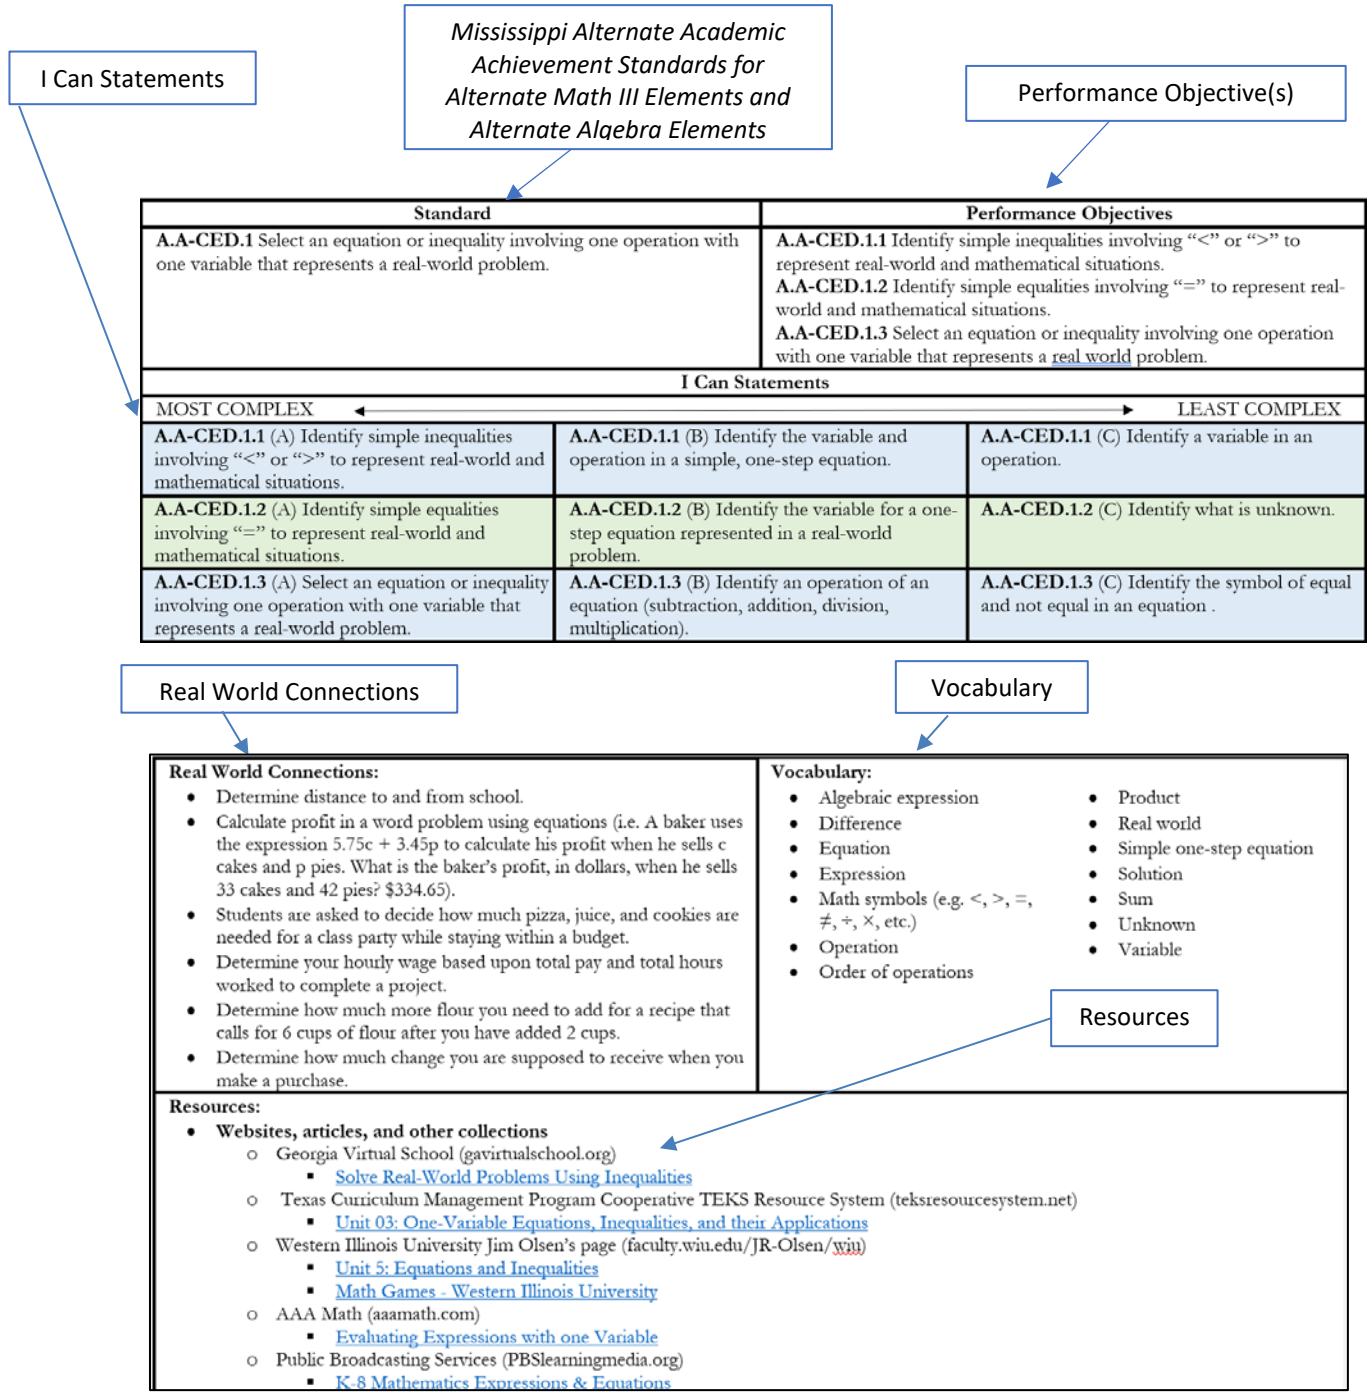 I Can Statements
Mississippi Alternate Academic
Achievement Standards for
Alternate Math III Elements and
Alternate Algebra Elements
Performance Objective(s)
Standard
A.A-CED.1 Select an equation or inequality involving one operation with
one variable that represents a real-world problem.
Performance Objectives
A.A-CED.1.1 Identify simple inequalities involving “<” or “>” to
represent real-world and mathematical situations.
A.A-CED.1.2 Identify simple equalities involving “=” to represent real-
world and mathematical situations.
A.A-CED.1.3 Select an equation or inequality involving one operation
with one variable that represents a real world problem.
I Can Statements
MOST COMPLEX
LEAST COMPLEX
A.A-CED.1.1 (A) Identify simple inequalities
involving “<” or “>” to represent real-world and
mathematical situations.
A.A-CED.1.1 (B) Identify the variable and
operation in a simple, one-step equation.
A.A-CED.1.1 (C) Identify a variable in an
operation.
A.A-CED.1.2 (A) Identify simple equalities
involving “=” to represent real-world and
mathematical situations.
A.A-CED.1.2 (B) Identify the variable for a one-
step equation represented in a real-world
problem.
A.A-CED.1.2 (C) Identify what is unknown.
A.A-CED.1.3 (A) Select an equation or inequality
involving one operation with one variable that
represents a real-world problem.
A.A-CED.1.3 (B) Identify an operation of an
equation (subtraction, addition, division,
multiplication).
A.A-CED.1.3 (C) Identify the symbol of equal
and not equal in an equation .
Real World Connections
Vocabulary
Real World Connections:
• Determine distance to and from school.
• Calculate profit in a word problem using equations (i.e. A baker uses
the expression 5.75c + 3.45p to calculate his profit when he sells c
cakes and p pies. What is the baker’s profit, in dollars, when he sells
33 cakes and 42 pies? $334.65).
• Students are asked to decide how much pizza, juice, and cookies are
needed for a class party while staying within a budget.
• Determine your hourly wage based upon total pay and total hours
worked to complete a project.
• Determine how much more flour you need to add for a recipe that
calls for 6 cups of flour after you have added 2 cups.
• Determine how much change you are supposed to receive when you
make a purchase.
Vocabulary:
• Algebraic expression
• Difference
• Equation
• Expression
• Math symbols (e.g. <, >, =,
≠, ÷, ×, etc.)
• Operation
• Order of operations
• Product
• Real world
• Simple one-step equation
• Solution
• Sum
• Unknown
• Variable
Resources
Resources:
• Websites, articles, and other collections
o Georgia Virtual School (gavirtualschool.org)
▪ Solve Real-World Problems Using Inequalities
o Texas Curriculum Management Program Cooperative TEKS Resource System (teksresourcesystem.net)
▪ Unit 03: One-Variable Equations, Inequalities, and their Applications
o Western Illinois University Jim Olsen’s page (faculty.wiu.edu/JR-Olsen/wiu)
▪ Unit 5: Equations and Inequalities
▪ Math Games - Western Illinois University
o AAA Math (aaamath.com)
▪ Evaluating Expressions with one Variable
o Public Broadcasting Services (PBSlearningmedia.org)
▪ K-8 Mathematics Expressions & Equations